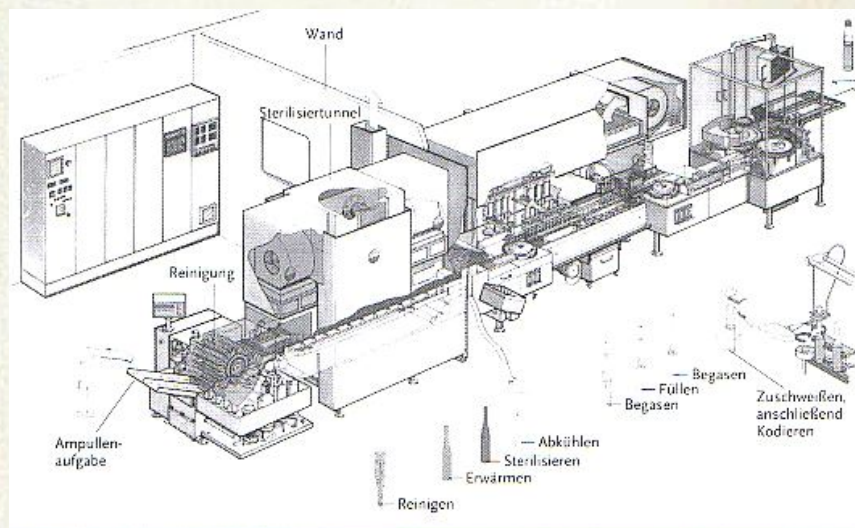 Wand
Sterilisiertunnel
Reinigung
Ampullen-
aufgabe
Reinigen
Erwärmen
Sterilisieren
Abkühlen
Begasen
Füllen
Begasen
Zuschweißen,
anschließend
Kodieren